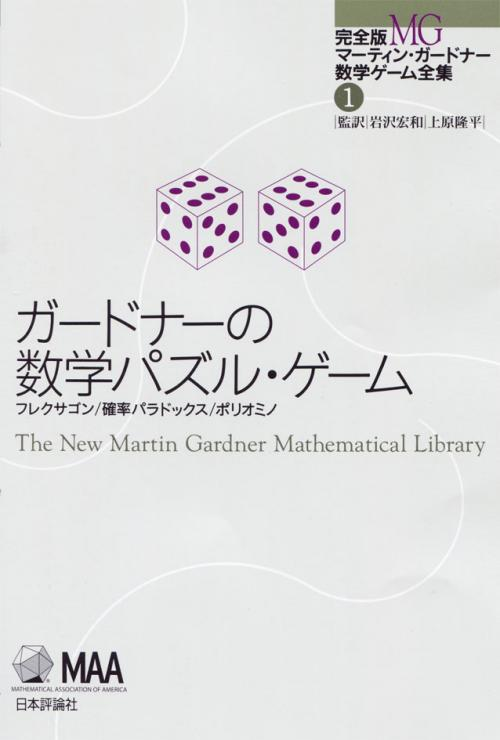 完全版MG
マーティン・ガードナー
数学ゲーム全集
1
|監訳|岩沢宏和|上原隆平|
ガードナーの
数学パズル・ゲーム
フレクサゴン/確率パラドックス/ポリオミノ
The New Martin Gardner Mathematical Library
MAA
MATHEMATICAL ASSOCIATION OF AMERICA
日本評論社